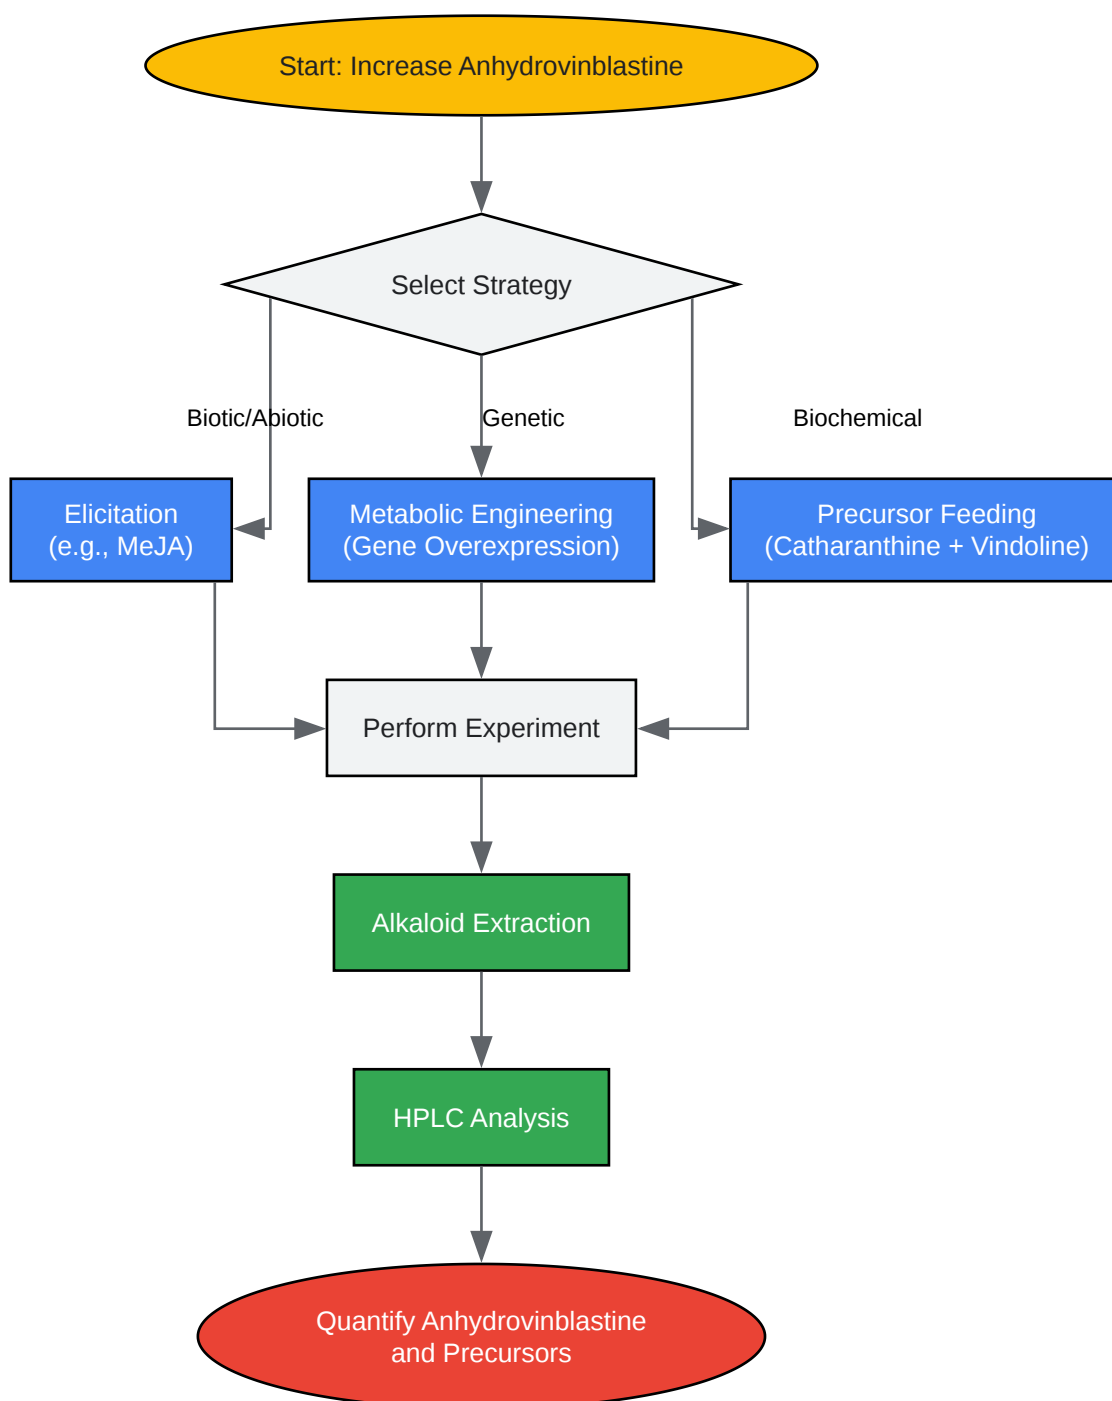 Start: Increase Anhydrovinblastine
Select Strategy
Biotic/Abiotic
Genetic
Biochemical
Elicitation
(e.g., MeJA)
Metabolic Engineering
(Gene Overexpression)
Precursor Feeding
(Catharanthine + Vindoline)
Perform Experiment
Alkaloid Extraction
HPLC Analysis
Quantify Anhydrovinblastine
and Precursors